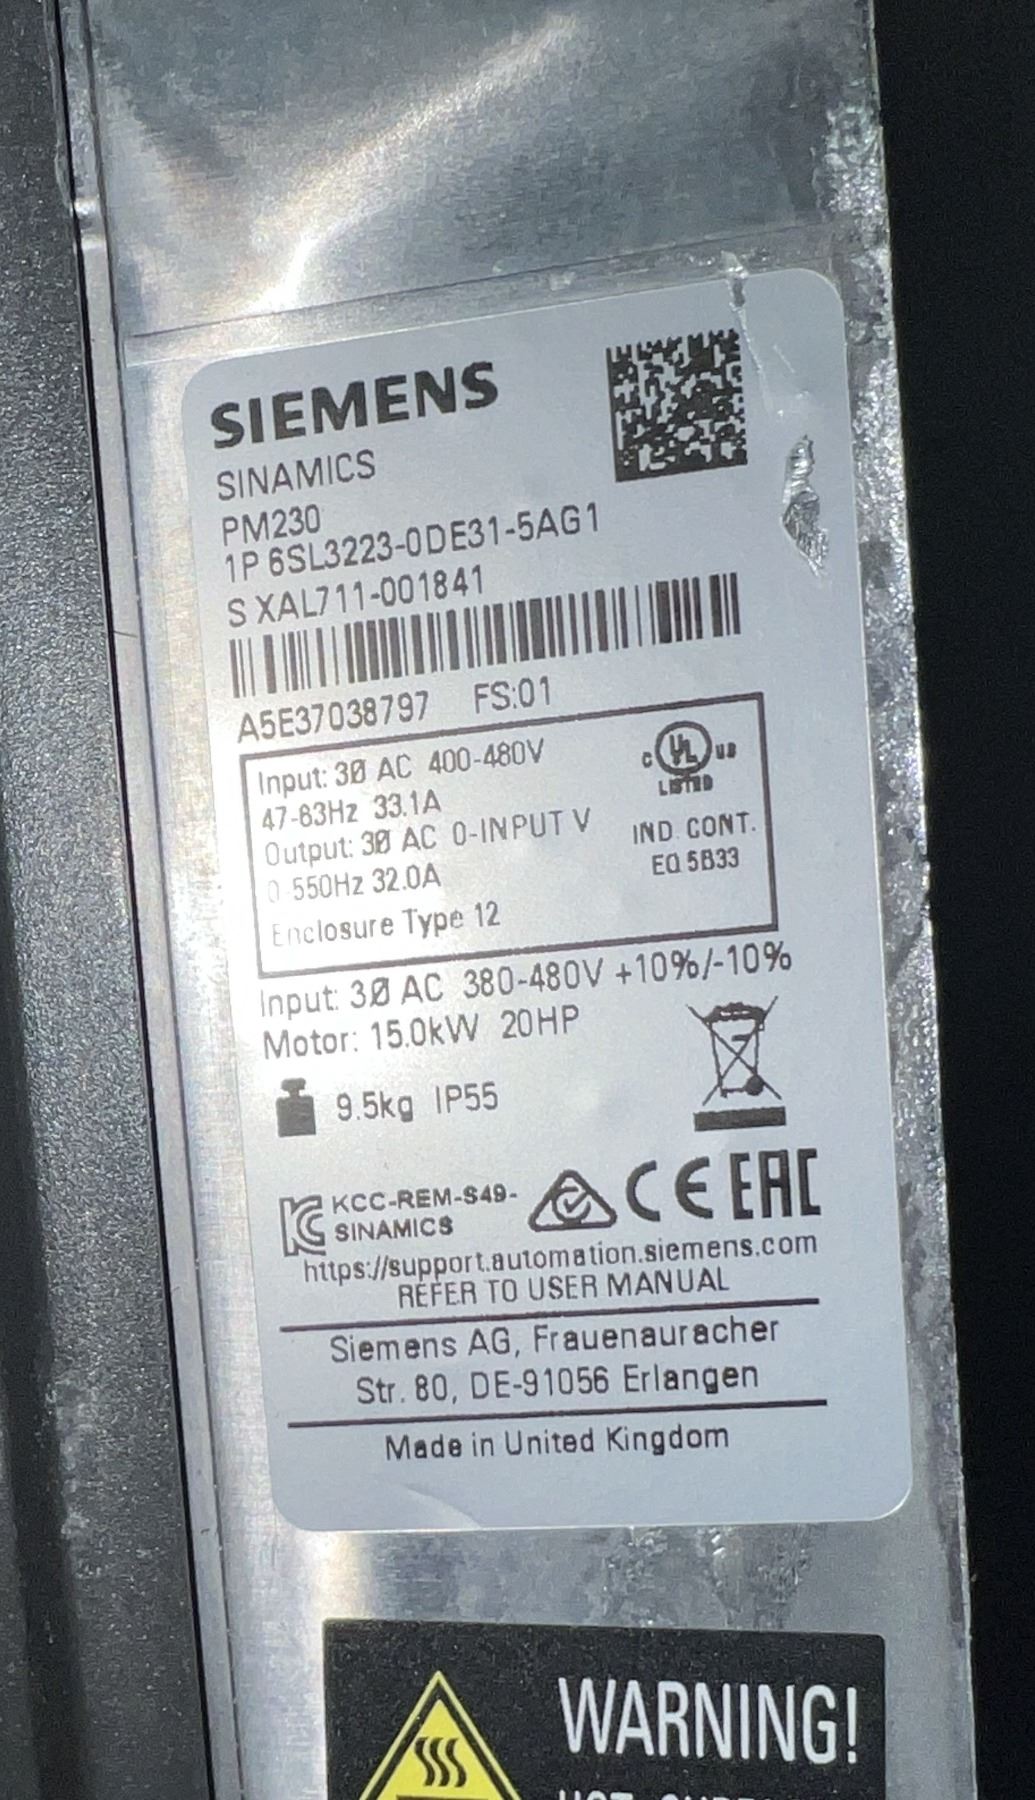 SIEMENS
SINAMICS
PM230
1P 6SL3223-0DE31-5AG1
S XAL711-001841
A5E37038797 FS:01
Input: 3Ø AC 400-480V
47-63Hz 33.1A
Output: 3Ø AC 0-INPUT V
0-550Hz 32.0A
Enclosure Type 12
c UL us
LISTED
IND. CONT.
EQ 5B33
Input: 3Ø AC 380-480V +10%/-10%
Motor: 15.0kW 20HP
9.5kg IP55
KCC-REM-S49-
SINAMICS
CE EAC
https://support.automation.siemens.com
REFER TO USER MANUAL
Siemens AG, Frauenauracher
Str. 80, DE-91056 Erlangen
Made in United Kingdom
WARNING!